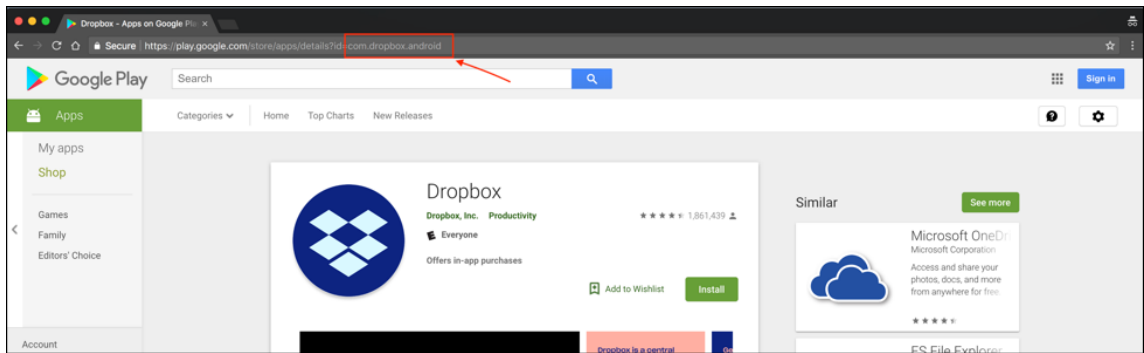 Dropbox - Apps on Google Pla
Secure https://play.google.com/store/apps/details?id=com.dropbox.android
Google Play Search Sign in
Apps Categories Home Top Charts New Releases
My apps
Shop
Games
Family
Editors' Choice
Account
Dropbox
Dropbox, Inc. Productivity 1,861,439
E Everyone
Offers in-app purchases
Add to Wishlist Install
Dropbox is a central
Similar See more
Microsoft OneDri
Microsoft Corporation
Access and share your
photos, docs, and more
from anywhere for free
ES File Explorer